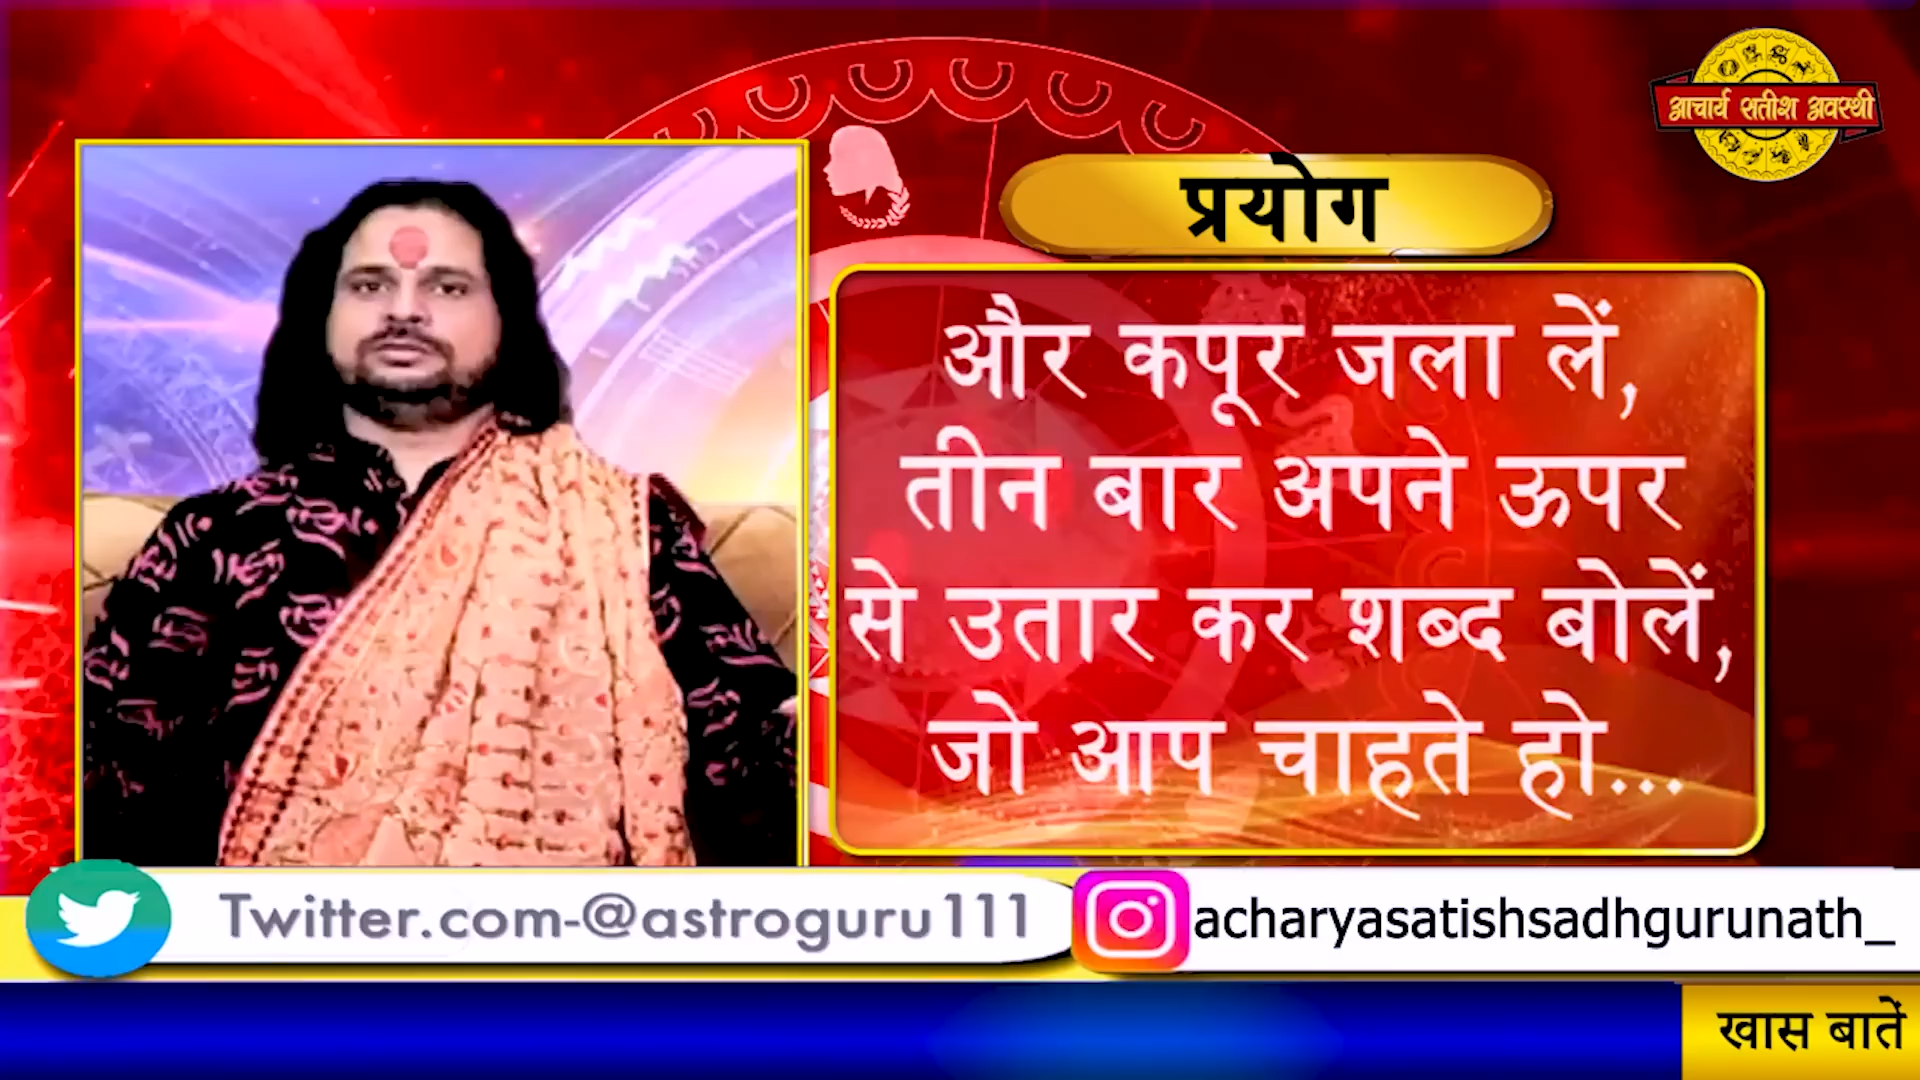 आचार्य सतीश अवस्थी
प्रयोग
और कपूर जला लें,
तीन बार अपने ऊपर
से उतार कर शब्द बोलें,
जो आप चाहते हो...
Twitter.com-@astroguru111
acharyasatishsadhgurunath_
खास बातें